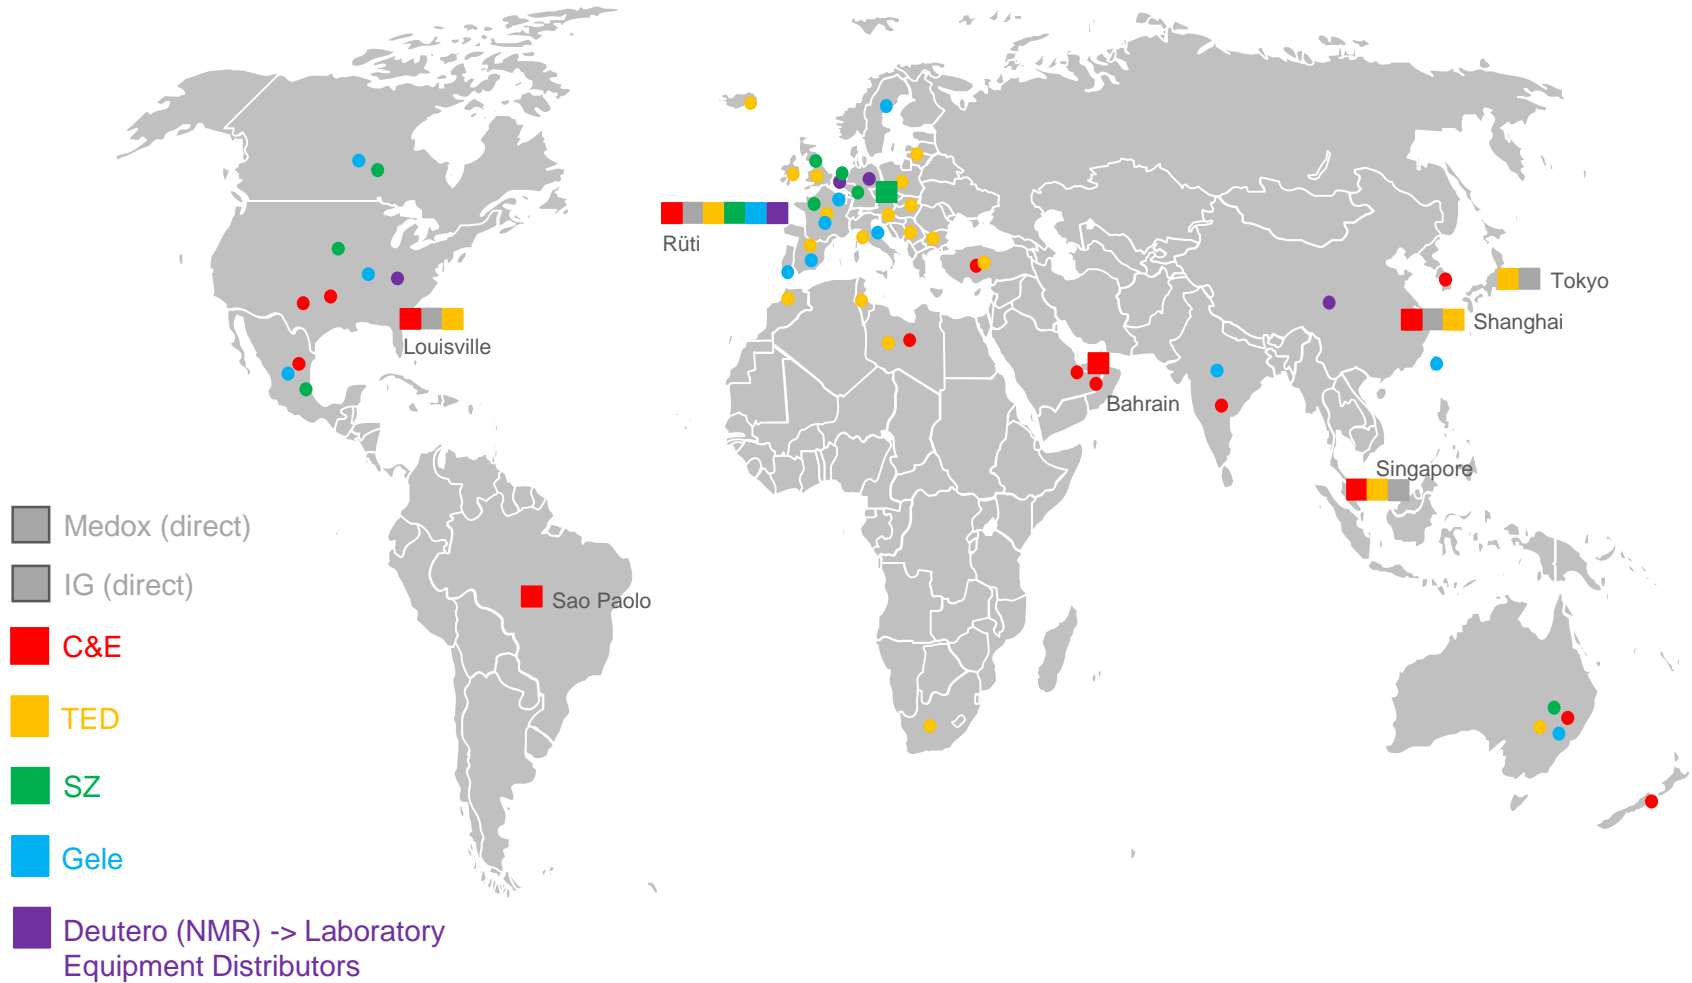 Rüti
Tokyo
Shanghai
Louisville
Bahrain
Singapore
Sao Paolo
Medox (direct)
IG (direct)
C&E
TED
SZ
Gele
Deutero (NMR) -> Laboratory
Equipment Distributors